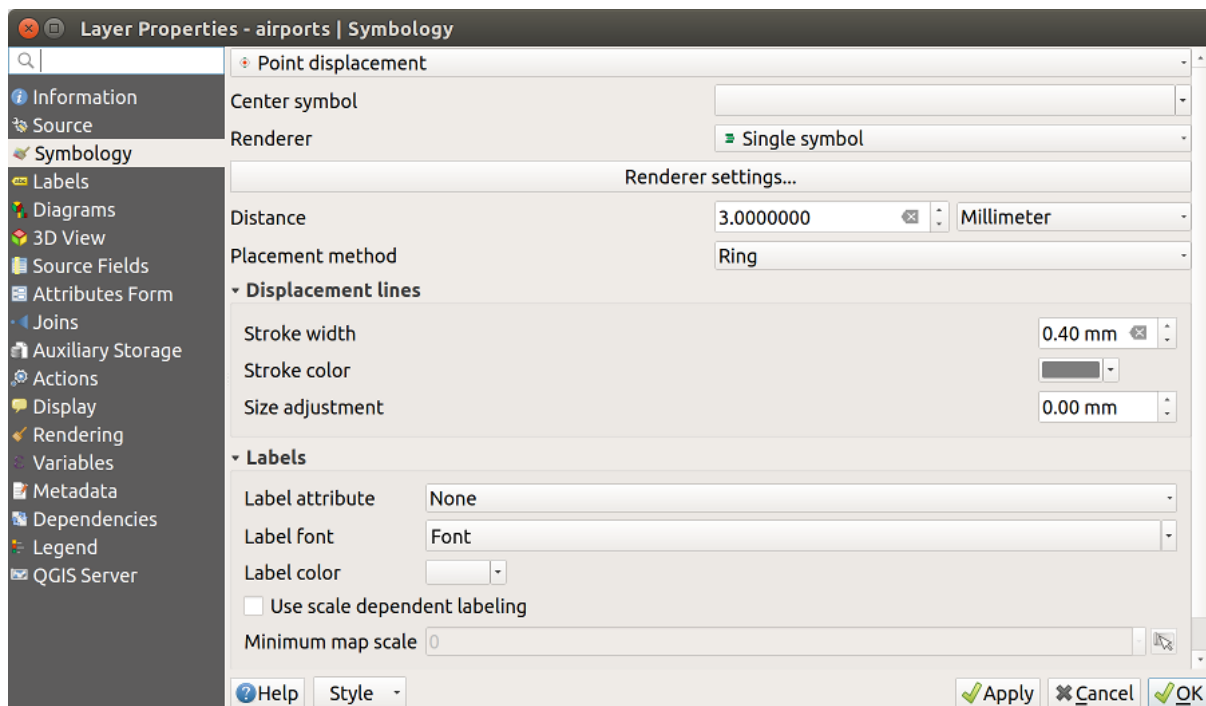 Layer Properties - airports | Symbology
Information
Source
Symbology
Labels
Diagrams
3D View
Source Fields
Attributes Form
Joins
Auxiliary Storage
Actions
Display
Rendering
Variables
Metadata
Dependencies
Legend
QGIS Server
Point displacement
Center symbol
Renderer Single symbol
Renderer settings...
Distance 3.0000000 Millimeter
Placement method Ring
Displacement lines
Stroke width 0.40 mm
Stroke color
Size adjustment 0.00 mm
Labels
Label attribute None
Label font Font
Label color
Use scale dependent labeling
Minimum map scale 0
Help Style Apply Cancel OK